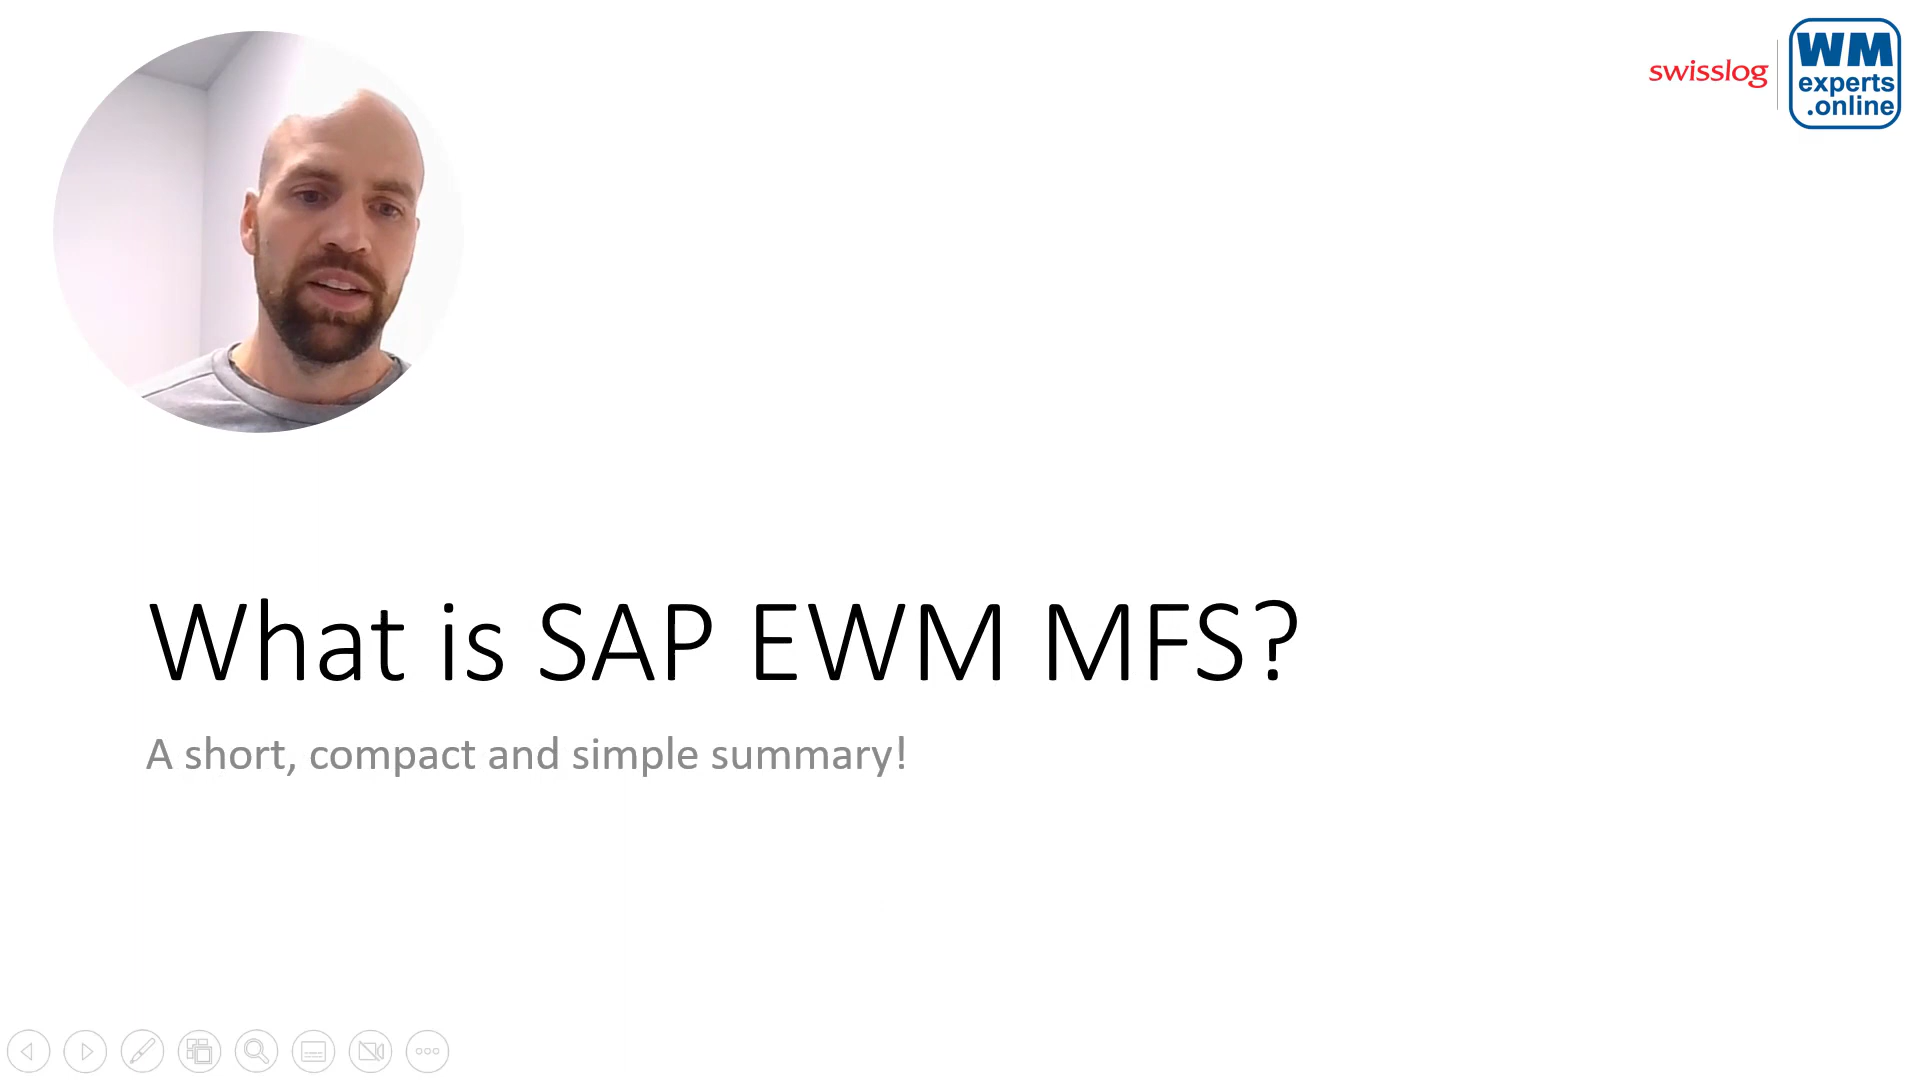 swisslog
WM
experts
.online
What is SAP EWM MFS?
A short, compact and simple summary!